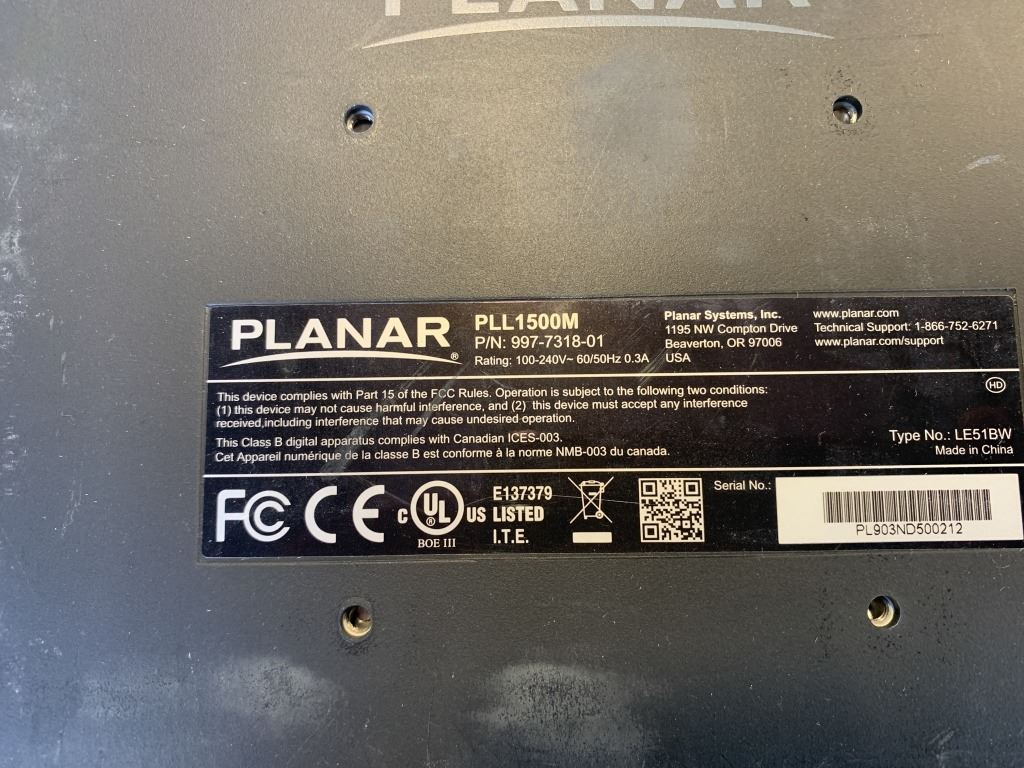 PLANAR
PLANAR®
PLL1500M
P/N: 997-7318-01
Rating: 100-240V~ 60/50Hz 0.3A
Planar Systems, Inc.
1195 NW Compton Drive
Beaverton, OR 97006
USA
www.planar.com
Technical Support: 1-866-752-6271
www.planar.com/support
This device complies with Part 15 of the FCC Rules. Operation is subject to the following two conditions:
(1) this device may not cause harmful interference, and (2) this device must accept any interference
received,including interference that may cause undesired operation.
This Class B digital apparatus complies with Canadian ICES-003.
Cet Appareil numérique de la classe B est conforme à la norme NMB-003 du canada.
HD
Type No.: LE51BW
Made in China
FC CE
c UL® US
BOE III
E137379
LISTED
I.T.E.
Serial No.:
PL903ND500212